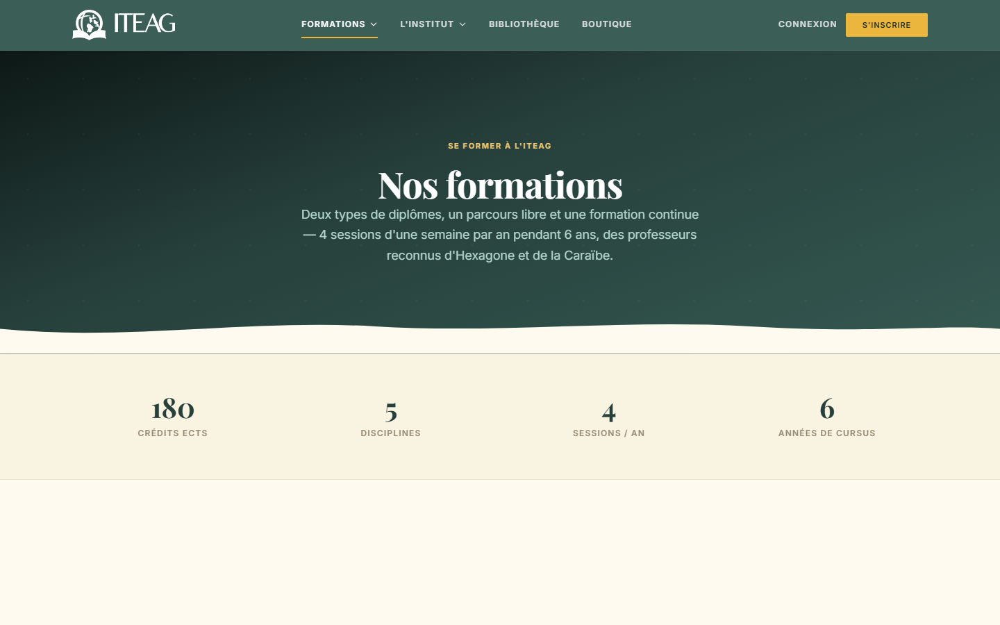 ITEAG
FORMATIONS
L'INSTITUT
BIBLIOTHÈQUE
BOUTIQUE
CONNEXION
S'INSCRIRE
SE FORMER À L'ITEAG
Nos formations
Deux types de diplômes, un parcours libre et une formation continue
— 4 sessions d'une semaine par an pendant 6 ans, des professeurs
reconnus d'Hexagone et de la Caraïbe.
180
CRÉDITS ECTS
5
DISCIPLINES
4
SESSIONS / AN
6
ANNÉES DE CURSUS